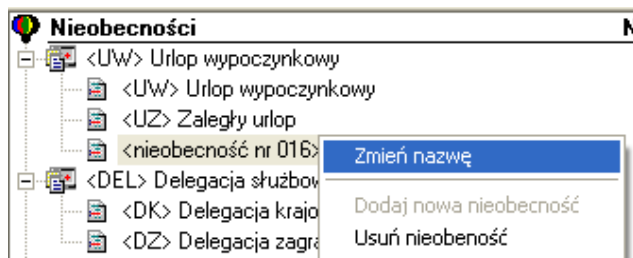 Nieobecności N
<UW> Urlop wypoczynkowy
<UW> Urlop wypoczynkowy
<UZ> Zaległy urlop
<nieobecność nr 016>
Zmień nazwę
<DEL> Delegacja służbow
Dodaj nowa nieobecność
<DK> Delegacja krajo
Usuń nieobeność
<DZ> Delegacja zagra